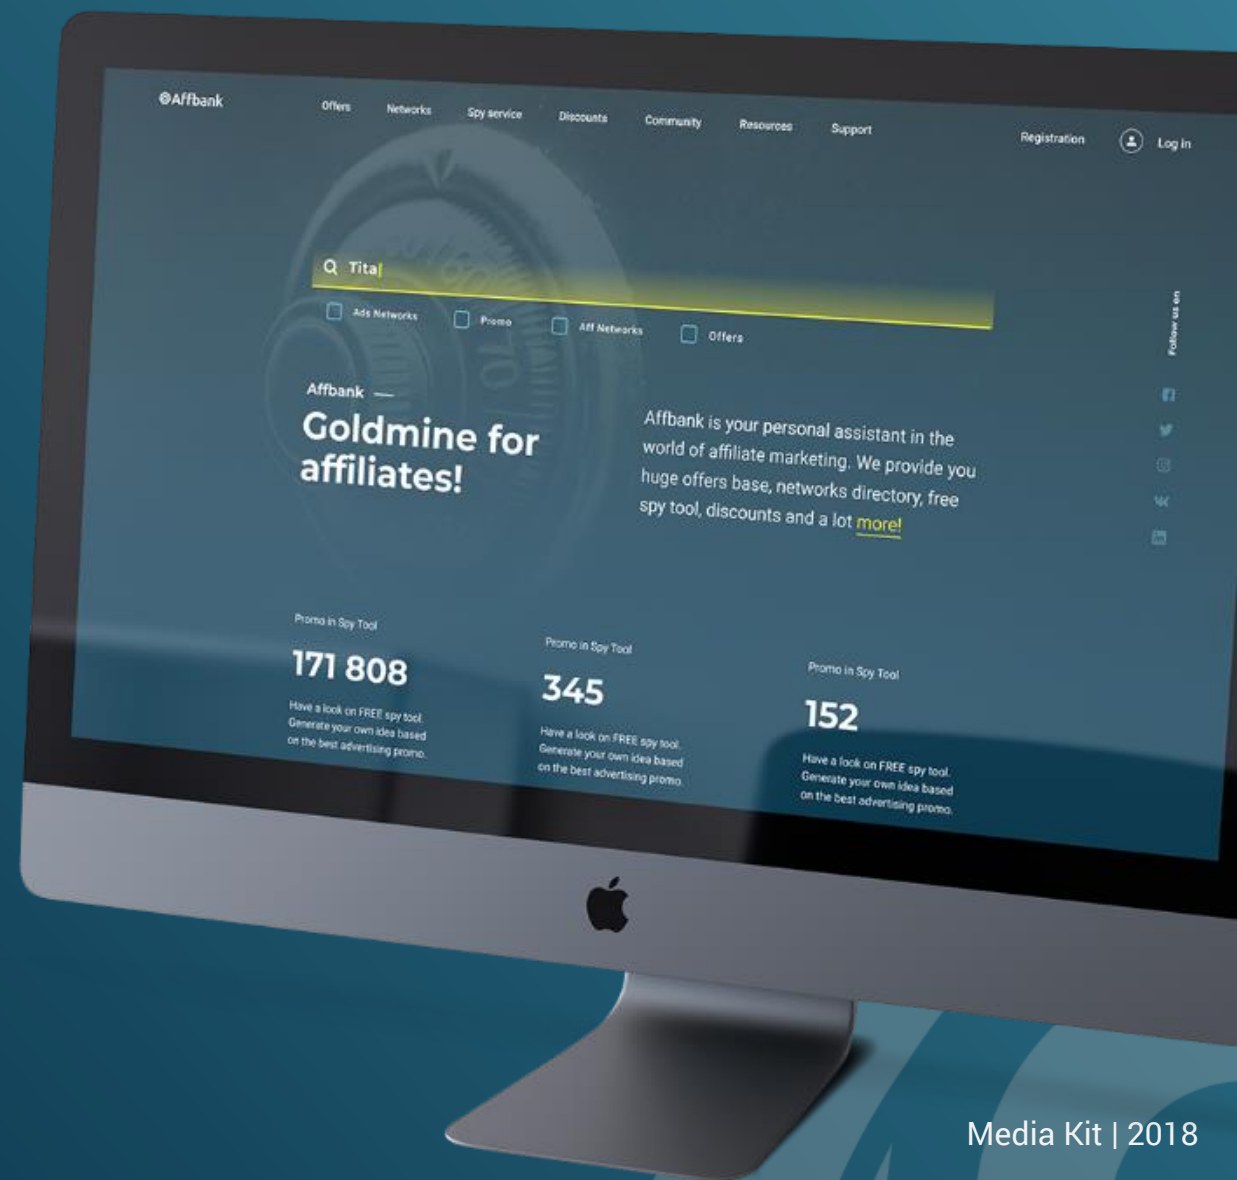 ©Affbank
Offers Networks Spy service Discounts Community Resources Support Registration Log in
Tita
Ads Networks Promo Aff Networks Offers
Follow us on
Affbank —
Goldmine for
affiliates!
Affbank is your personal assistant in the
world of affiliate marketing. We provide you
huge offers base, networks directory, free
spy tool, discounts and a lot more!
Promo in Spy Tool
171 808
Have a look on FREE spy tool.
Generate your own idea based
on the best advertising promo.
Promo in Spy Tool
345
Have a look on FREE spy tool.
Generate your own idea based
on the best advertising promo.
Promo in Spy Tool
152
Have a look on FREE spy tool.
Generate your own idea based
on the best advertising promo.
70
60
Media Kit | 2018